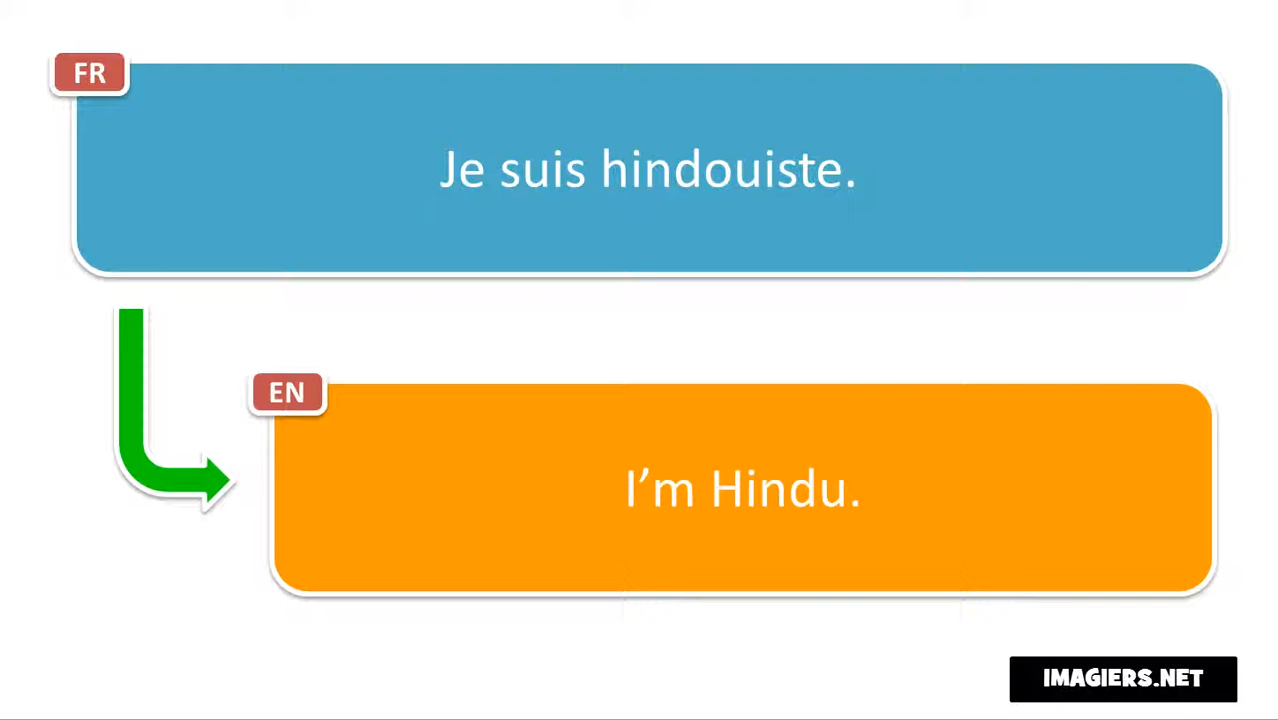 FR
Je suis hindouiste.
EN
I’m Hindu.
IMAGIERS.NET